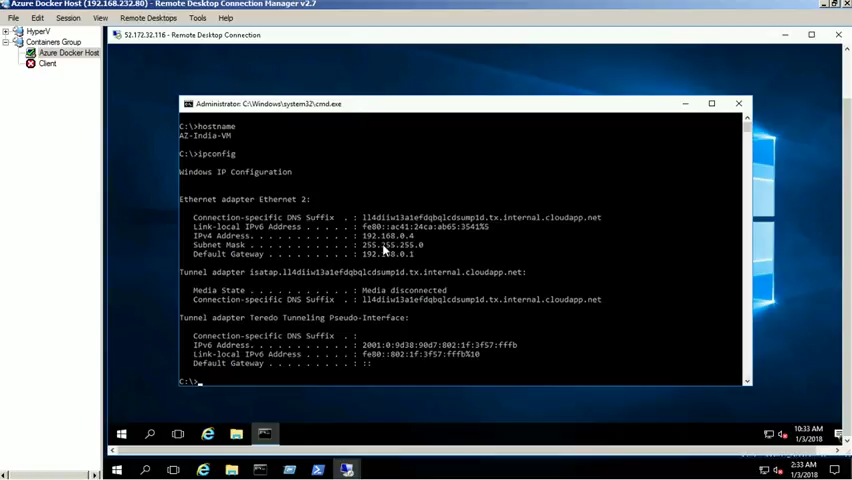 Azure Docker Host (192.168.232.80) - Remote Desktop Connection Manager v2.7
File Edit Session View Remote Desktops Tools Help
HyperV
Containers Group
Azure Docker Host
Client
52.172.32.116 - Remote Desktop Connection
Administrator: C:\Windows\system32\cmd.exe
C:\>hostname
AZ-India-VM
C:\>ipconfig
Windows IP Configuration
Ethernet adapter Ethernet 2:
Connection-specific DNS Suffix . : ll4diiw13a1efdqbqlcdsump1d.tx.internal.cloudapp.net
Link-local IPv6 Address . . . . . : fe80::ac41:24ca:ab65:3541%5
IPv4 Address. . . . . . . . . . . : 192.168.0.4
Subnet Mask . . . . . . . . . . . : 255.255.255.0
Default Gateway . . . . . . . . . : 192.168.0.1
Tunnel adapter isatap.ll4diiw13a1efdqbqlcdsump1d.tx.internal.cloudapp.net:
Media State . . . . . . . . . . . : Media disconnected
Connection-specific DNS Suffix . : ll4diiw13a1efdqbqlcdsump1d.tx.internal.cloudapp.net
Tunnel adapter Teredo Tunneling Pseudo-Interface:
Connection-specific DNS Suffix . :
IPv6 Address. . . . . . . . . . . : 2001:0:9d38:90d7:802:1f:3f57:fffb
Link-local IPv6 Address . . . . . : fe80::802:1f:3f57:fffb%10
Default Gateway . . . . . . . . . : ::
C:\>
10:33 AM
1/3/2018
2:33 AM
1/3/2018